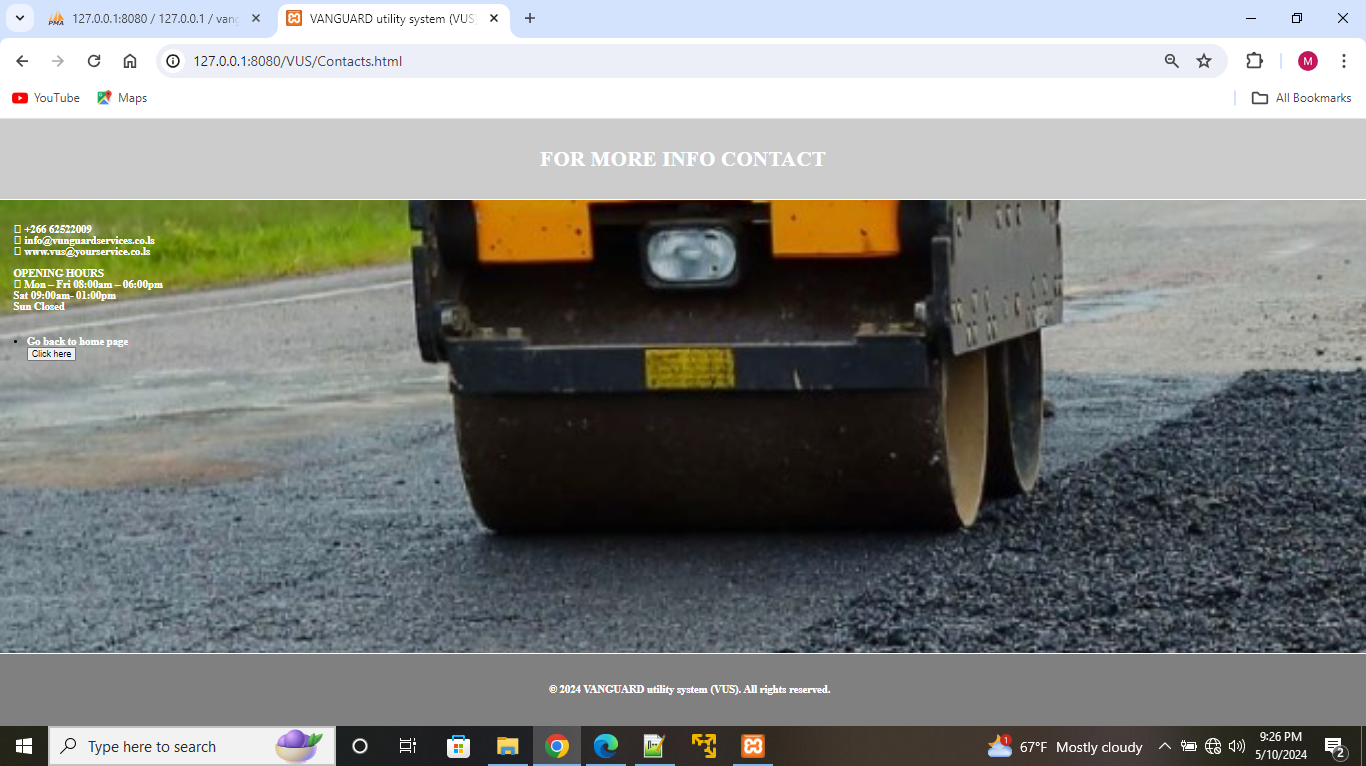 127.0.0.1:8080 / 127.0.0.1 / vang
VANGUARD utility system (VUS)
127.0.0.1:8080/VUS/Contacts.html
M
YouTube
Maps
All Bookmarks
FOR MORE INFO CONTACT
+266 62522009
info@vunguardservices.co.ls
www.vus@yourservice.co.ls
OPENING HOURS
Mon – Fri 08:00am – 06:00pm
Sat 09:00am- 01:00pm
Sun Closed
Go back to home page
Click here
© 2024 VANGUARD utility system (VUS). All rights reserved.
Type here to search
1
67°F Mostly cloudy
9:26 PM
5/10/2024
2